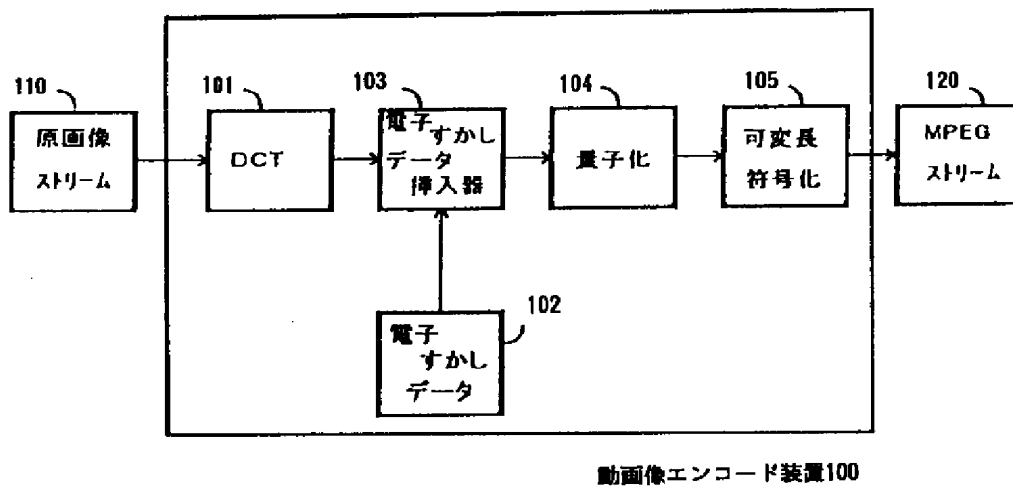 110
原画像
ストリーム
101
DCT
103
電子
すかし
データ
挿入器
104
量子化
105
可変長
符号化
120
MPEG
ストリーム
102
電子
すかし
データ
動画像エンコード装置100